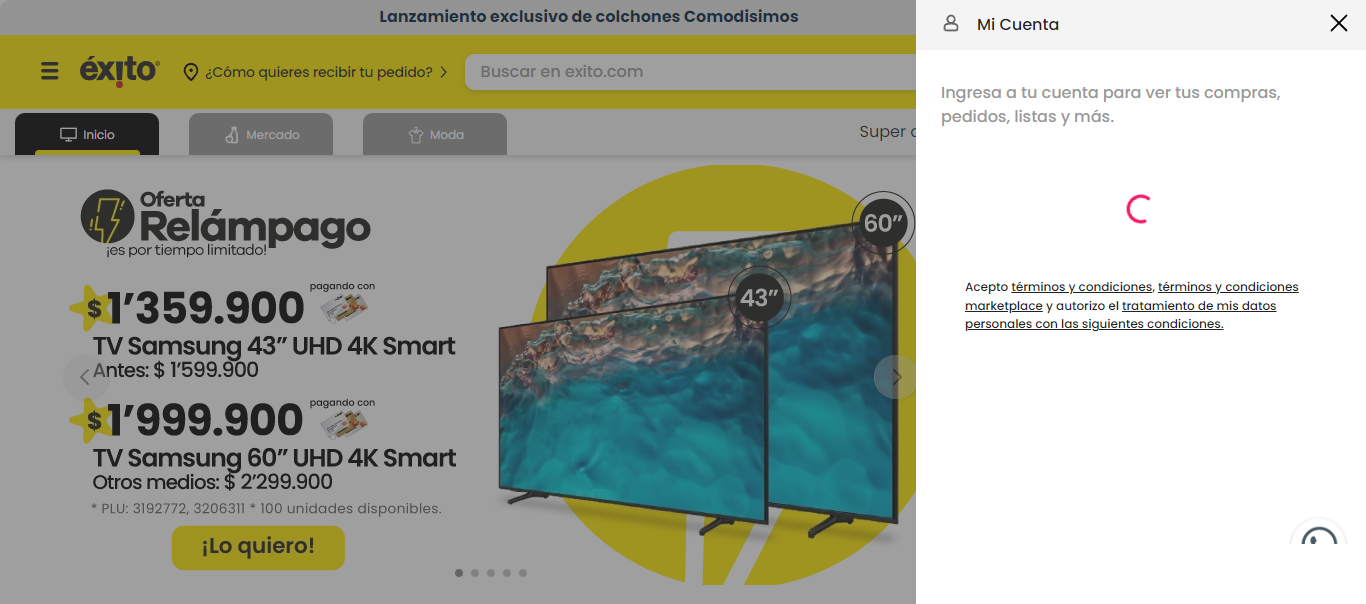 Lanzamiento exclusivo de colchones Comodisimos
éxito
¿Cómo quieres recibir tu pedido?
Buscar en exito.com
Inicio
Mercado
Moda
Super
Oferta
Relámpago
¡es por tiempo limitado!
$1’359.900
pagando con
TV Samsung 43” UHD 4K Smart
Antes: $ 1’599.900
$1’999.900
pagando con
TV Samsung 60” UHD 4K Smart
Otros medios: $ 2’299.900
* PLU: 3192772, 3206311 * 100 unidades disponibles.
¡Lo quiero!
60”
43”
Mi Cuenta
Ingresa a tu cuenta para ver tus compras,
pedidos, listas y más.
Acepto términos y condiciones, términos y condiciones
marketplace y autorizo el tratamiento de mis datos
personales con las siguientes condiciones.